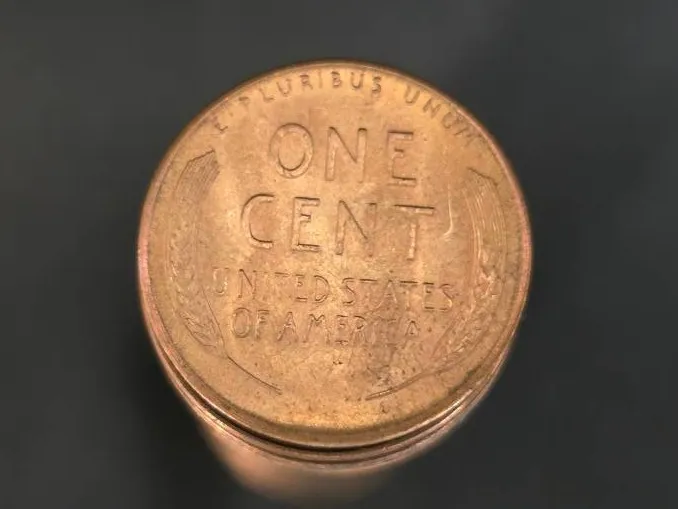 E·PLURIBUS·UNUM
ONE
CENT
UNITED STATES
OF AMERICA